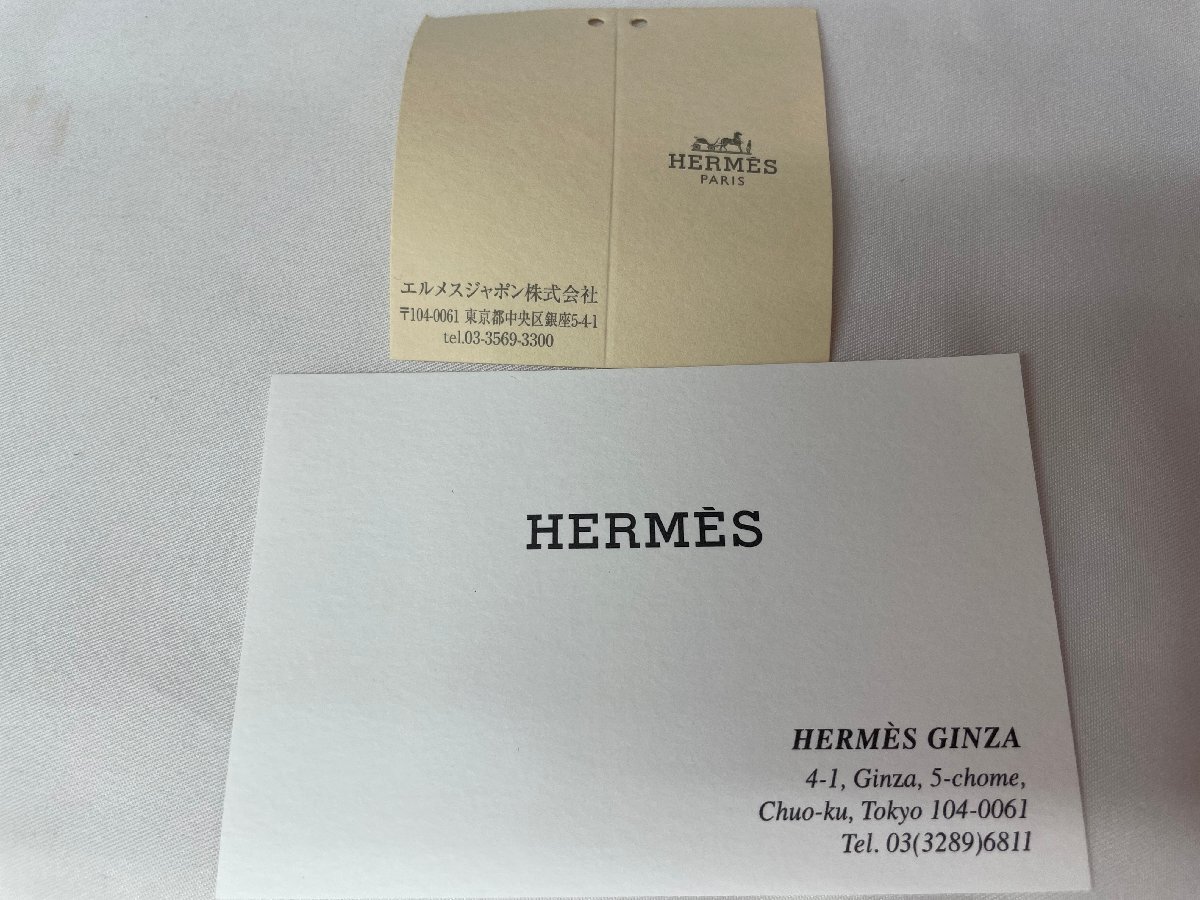 HERMÈS
PARIS
エルメスジャポン株式会社
〒104-0061 東京都中央区銀座5-4-1
tel.03-3569-3300
HERMÈS
HERMÈS GINZA
4-1, Ginza, 5-chome,
Chuo-ku, Tokyo 104-0061
Tel. 03(3289)6811